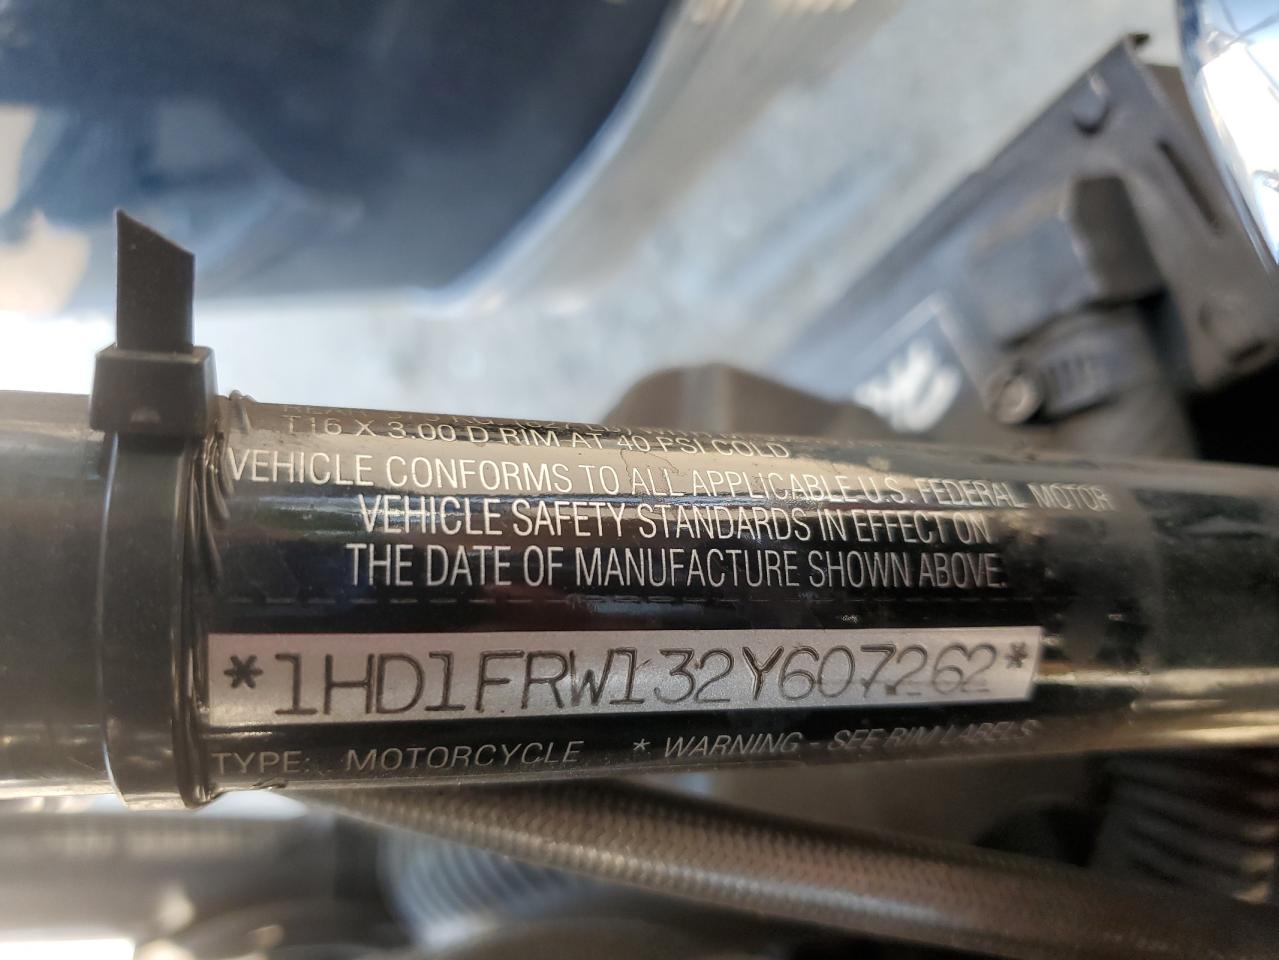 T16 X 3.00 D RIM AT 40 PSI COLD
VEHICLE CONFORMS TO ALL APPLICABLE U.S. FEDERAL MOTOR
VEHICLE SAFETY STANDARDS IN EFFECT ON
THE DATE OF MANUFACTURE SHOWN ABOVE.
*1HD1FRW132Y607262*
TYPE: MOTORCYCLE * WARNING - SEE RIM LABELS